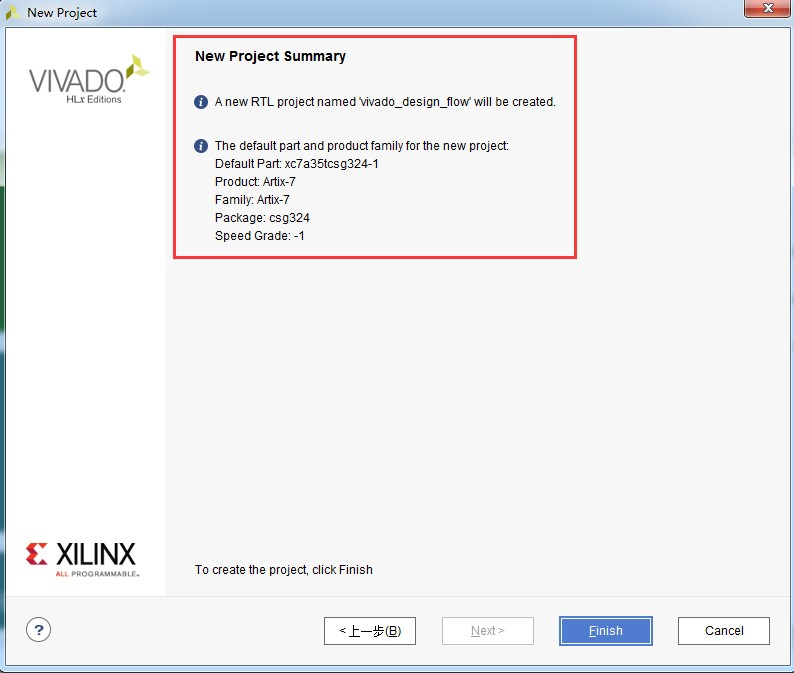 New Project
VIVADO
HLx Editions
New Project Summary
A new RTL project named 'vivado_design_flow' will be created.
The default part and product family for the new project:
Default Part: xc7a35tcsg324-1
Product: Artix-7
Family: Artix-7
Package: csg324
Speed Grade: -1
XILINX
ALL PROGRAMMABLE™
To create the project, click Finish
?
< 上一步(B)
Next >
Finish
Cancel